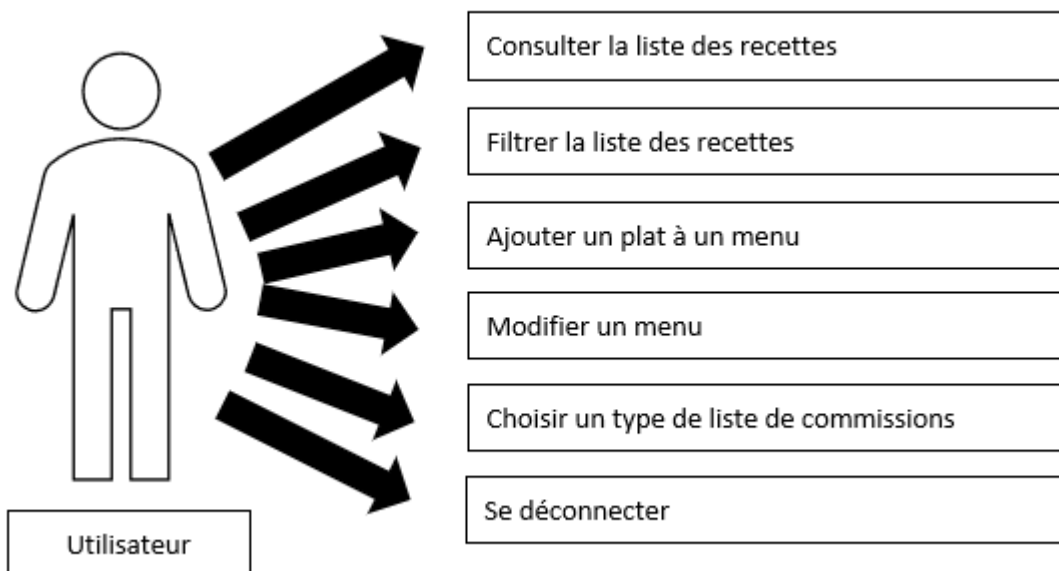 Consulter la liste des recettes
Filtrer la liste des recettes
Ajouter un plat à un menu
Modifier un menu
Choisir un type de liste de commissions
Se déconnecter
Utilisateur